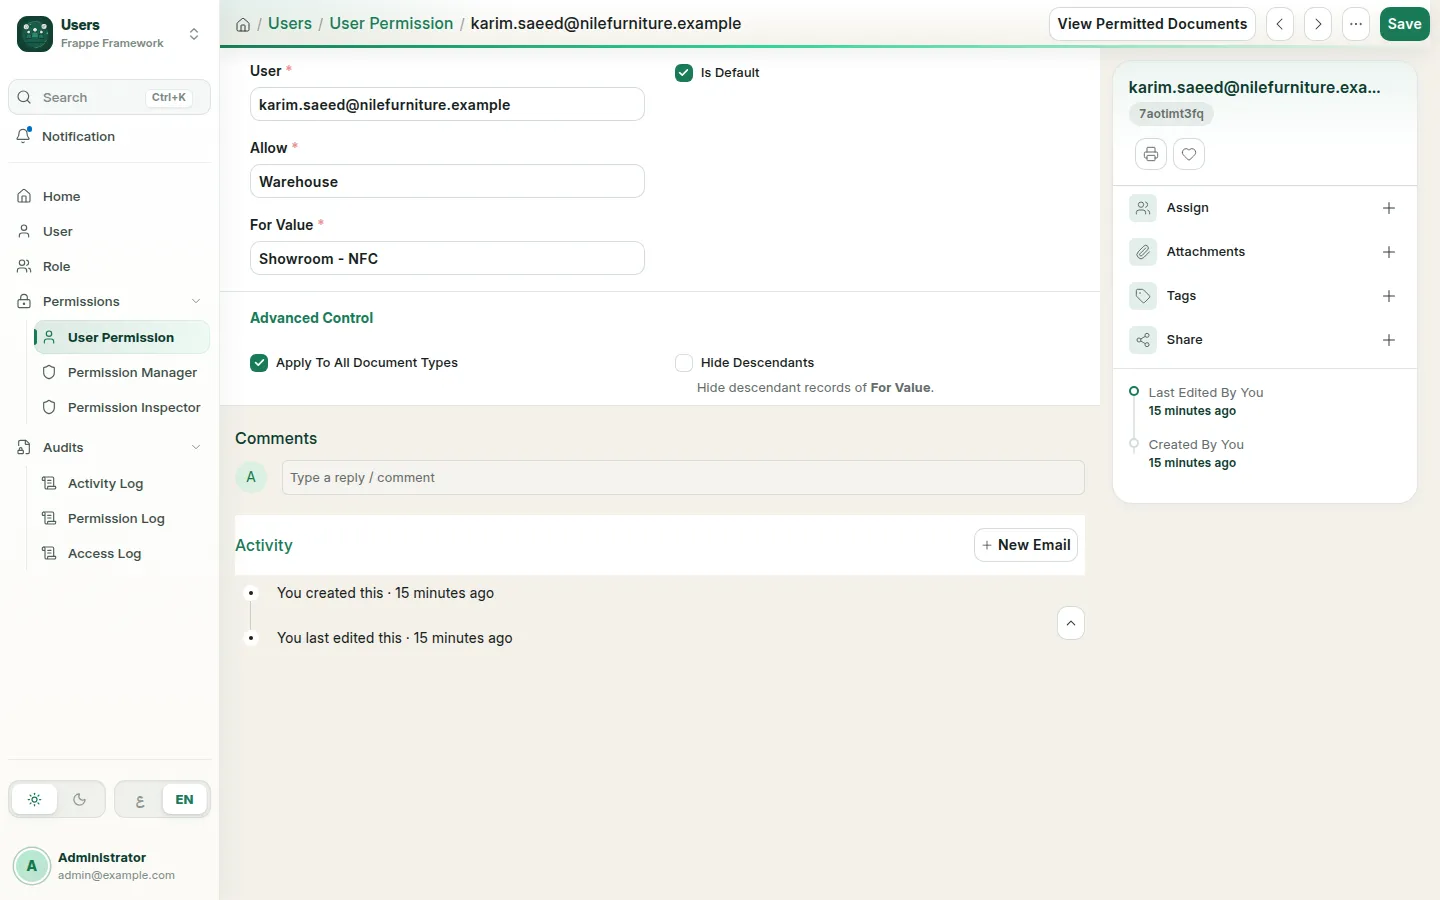 Users
Frappe Framework
Search
Ctrl+K
Notification
Home
User
Role
Permissions
User Permission
Permission Manager
Permission Inspector
Audits
Activity Log
Permission Log
Access Log
ع
EN
A
Administrator
admin@example.com
/ Users / User Permission / karim.saeed@nilefurniture.example
View Permitted Documents
Save
User *
karim.saeed@nilefurniture.example
Is Default
Allow *
Warehouse
For Value *
Showroom - NFC
Advanced Control
Apply To All Document Types
Hide Descendants
Hide descendant records of For Value.
Comments
A
Type a reply / comment
Activity
New Email
You created this · 15 minutes ago
You last edited this · 15 minutes ago
karim.saeed@nilefurniture.exa...
7aotimt3fq
Assign
Attachments
Tags
Share
Last Edited By You
15 minutes ago
Created By You
15 minutes ago